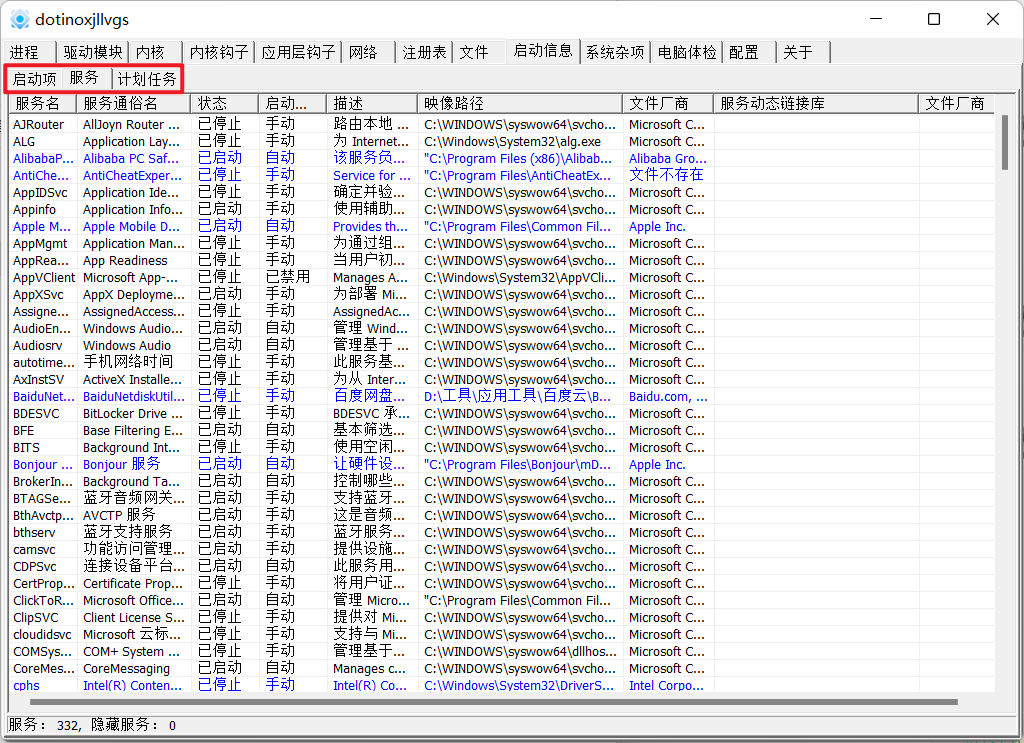 dotinoxjllvgs
进程 驱动模块 内核 内核钩子 应用层钩子 网络 注册表 文件 启动信息 系统杂项 电脑体检 配置 关于
启动项 服务 计划任务
服务名 服务通俗名 状态 启动... 描述 映像路径 文件厂商 服务动态链接库 文件厂商
AJRouter AllJoyn Router ... 已停止 手动 路由本地 ... C:\WINDOWS\syswow64\svcho... Microsoft C...
ALG Application Lay... 已停止 手动 为 Internet... C:\Windows\System32\alg.exe Microsoft C...
AlibabaP... Alibaba PC Saf... 已启动 自动 该服务负... "C:\Program Files (x86)\Alibab... Alibaba Gro...
AntiChe... AntiCheatExper... 已停止 手动 Service for ... "C:\Program Files\AntiCheatEx... 文件不存在
AppIDSvc Application Ide... 已停止 手动 确定并验... C:\WINDOWS\syswow64\svcho... Microsoft C...
Appinfo Application Info... 已启动 手动 使用辅助... C:\WINDOWS\syswow64\svcho... Microsoft C...
Apple M... Apple Mobile D... 已启动 自动 Provides th... "C:\Program Files\Common Fil... Apple Inc.
AppMgmt Application Man... 已停止 手动 为通过组... C:\WINDOWS\syswow64\svcho... Microsoft C...
AppRea... App Readiness 已停止 手动 当用户初... C:\WINDOWS\syswow64\svcho... Microsoft C...
AppVClient Microsoft App-... 已停止 已禁用 Manages A... C:\Windows\System32\AppVCli... Microsoft C...
AppXSvc AppX Deployme... 已启动 手动 为部署 Mi... C:\WINDOWS\syswow64\svcho... Microsoft C...
Assigne... AssignedAccess... 已停止 手动 AssignedAc... C:\WINDOWS\syswow64\svcho... Microsoft C...
AudioEn... Windows Audio... 已启动 自动 管理 Wind... C:\WINDOWS\syswow64\svcho... Microsoft C...
Audiosrv Windows Audio 已启动 自动 管理基于 ... C:\WINDOWS\syswow64\svcho... Microsoft C...
autotime... 手机网络时间 已停止 手动 此服务基... C:\WINDOWS\syswow64\svcho... Microsoft C...
AxInstSV ActiveX Installe... 已停止 手动 为从 Inter... C:\WINDOWS\syswow64\svcho... Microsoft C...
BaiduNet... BaiduNetdiskUtil... 已停止 手动 百度网盘... D:\工具\应用工具\百度云\B... Baidu.com, ...
BDESVC BitLocker Drive ... 已停止 手动 BDESVC 承... C:\WINDOWS\syswow64\svcho... Microsoft C...
BFE Base Filtering E... 已启动 自动 基本筛选... C:\WINDOWS\syswow64\svcho... Microsoft C...
BITS Background Int... 已停止 手动 使用空闲... C:\WINDOWS\syswow64\svcho... Microsoft C...
Bonjour ... Bonjour 服务 已启动 自动 让硬件设... "C:\Program Files\Bonjour\mD... Apple Inc.
BrokerIn... Background Ta... 已启动 自动 控制哪些... C:\WINDOWS\syswow64\svcho... Microsoft C...
BTAGSe... 蓝牙音频网关... 已停止 手动 支持蓝牙... C:\WINDOWS\syswow64\svcho... Microsoft C...
BthAvctp... AVCTP 服务 已启动 手动 这是音频... C:\WINDOWS\syswow64\svcho... Microsoft C...
bthserv 蓝牙支持服务 已停止 手动 蓝牙服务... C:\WINDOWS\syswow64\svcho... Microsoft C...
camsvc 功能访问管理... 已启动 手动 提供设施... C:\WINDOWS\syswow64\svcho... Microsoft C...
CDPSvc 连接设备平台... 已启动 自动 此服务用... C:\WINDOWS\syswow64\svcho... Microsoft C...
CertProp... Certificate Prop... 已停止 手动 将用户证... C:\WINDOWS\syswow64\svcho... Microsoft C...
ClickToR... Microsoft Office... 已启动 自动 管理 Micro... "C:\Program Files\Common Fil... Microsoft C...
ClipSVC Client License S... 已停止 手动 提供对 Mi... C:\WINDOWS\syswow64\svcho... Microsoft C...
cloudidsvc Microsoft 云标... 已停止 手动 支持与 Mi... C:\WINDOWS\syswow64\svcho... Microsoft C...
COMSys... COM+ System ... 已停止 手动 管理基于... C:\WINDOWS\syswow64\dllhos... Microsoft C...
CoreMes... CoreMessaging 已启动 自动 Manages c... C:\WINDOWS\syswow64\svcho... Microsoft C...
cphs Intel(R) Conten... 已停止 手动 Intel(R) Co... C:\Windows\System32\DriverS... Intel Corpo...
服务： 332, 隐藏服务： 0